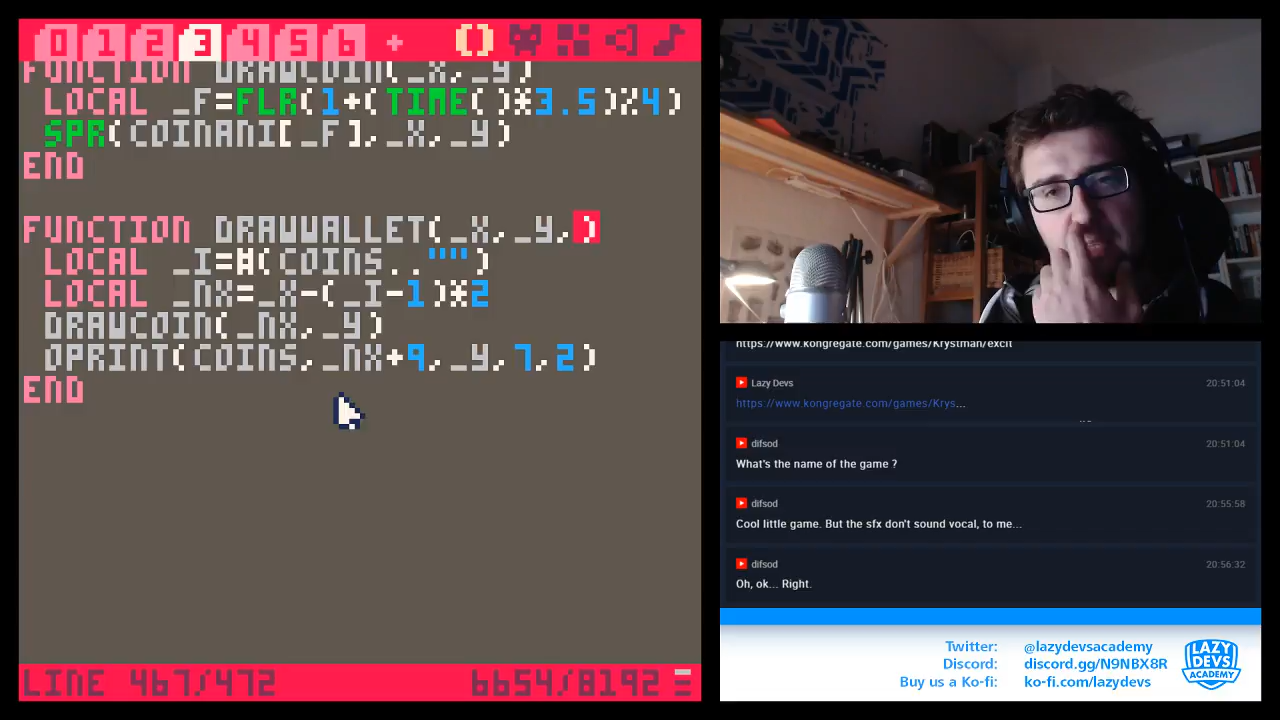 0 1 2 3 4 5 6 +
FUNCTION DRAWCOIN(_X,_Y)
LOCAL _F=FLR(1+(TIME()*3.5)%4)
SPR(COINANI[_F],_X,_Y)
END
FUNCTION DRAWWALLET(_X,_Y,)
LOCAL _I=#(COINS.."")
LOCAL _NX=_X-(_I-1)*2
DRAWCOIN(_NX,_Y)
OPRINT(COINS,_NX+9,_Y,7,2)
END
LINE 467/472 6654/8192
https://www.kongregate.com/games/Krystman/excit
Lazy Devs 20:51:04
https://www.kongregate.com/games/Krys...
difsod 20:51:04
What's the name of the game ?
difsod 20:55:58
Cool little game. But the sfx don't sound vocal, to me...
difsod 20:56:32
Oh, ok... Right.
Twitter: @lazydevsacademy
Discord: discord.gg/N9NBX8R
Buy us a Ko-fi: ko-fi.com/lazydevs
LAZY
DEVS
ACADEMY